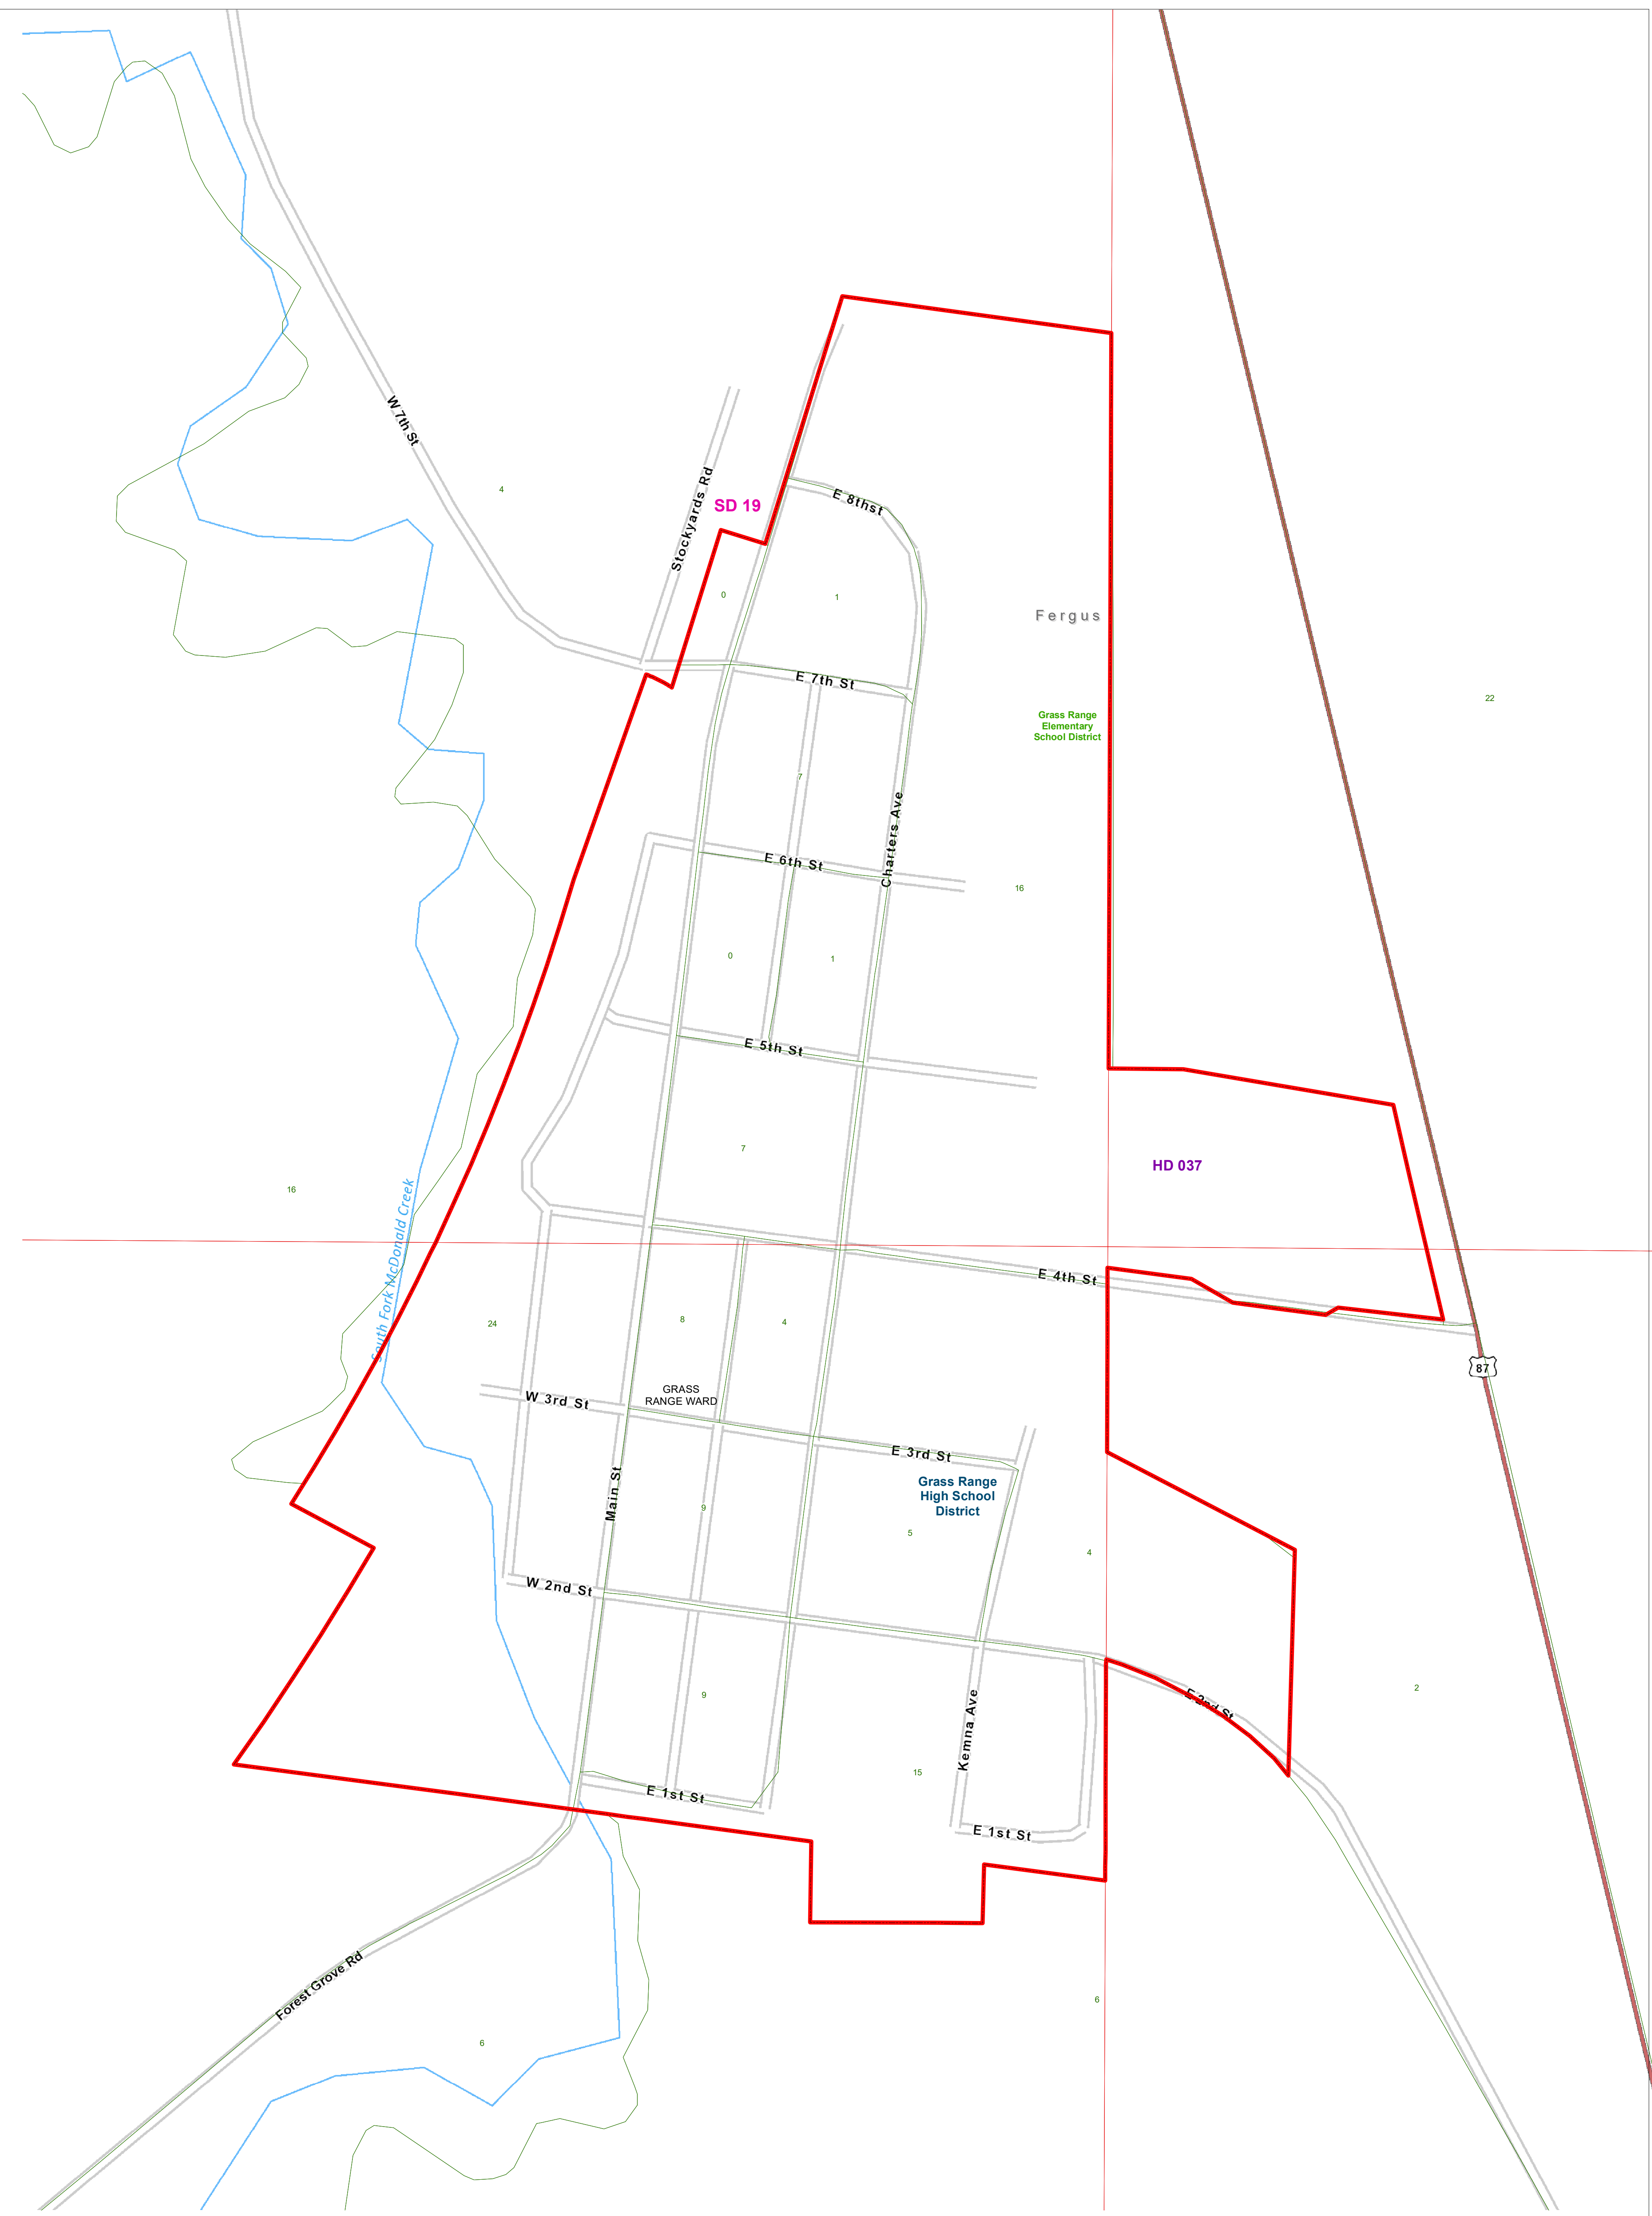 W 7th St
4
Stockyards Rd
SD 19
E 8thst
0
1
Fergus
E 7th St
22
Grass Range
Elementary
School District
7
Charters Ave
E 6th St
16
0
1
E 5th St
7
HD 037
16
South Fork McDonald Creek
E 4th St
24
8
4
87
GRASS
RANGE WARD
W 3rd St
E 3rd St
Grass Range
High School
District
Main St
9
5
4
W 2nd St
2
9
E 2nd St
Kemna Ave
15
E 1st St
E 1st St
Forest Grove Rd
6
6